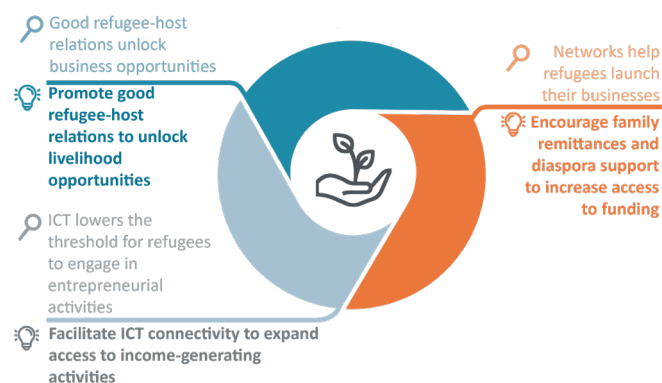 Good refugee-host
relations unlock
business opportunities
Promote good
refugee-host
relations to unlock
livelihood
opportunities
Networks help
refugees launch
their businesses
Encourage family
remittances and
diaspora support
to increase access
to funding
ICT lowers the
threshold for refugees
to engage in
entrepreneurial
activities
Facilitate ICT connectivity to expand
access to income-generating
activities